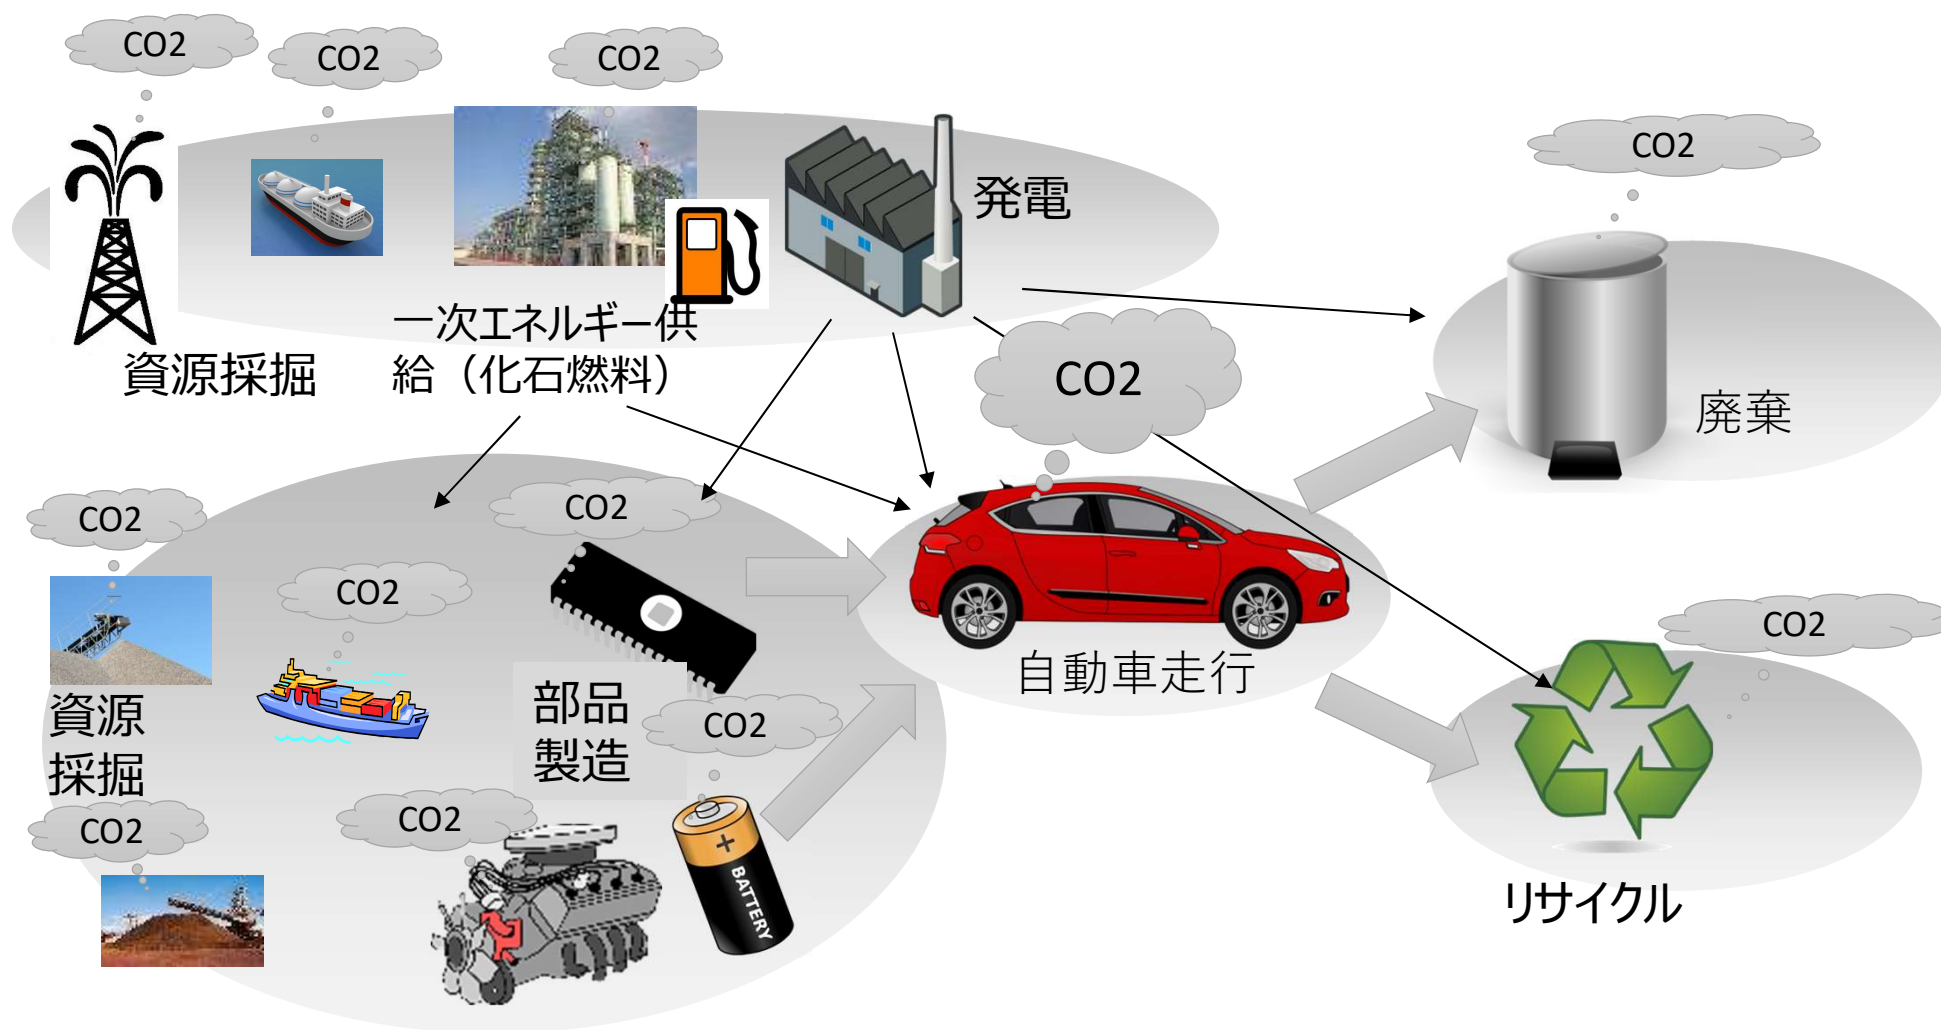 CO2
CO2
CO2
CO2
発電
一次エネルギー供
給（化石燃料）
資源採掘
CO2
廃棄
CO2
CO2
CO2
CO2
自動車走行
資源
採掘
部品
製造
CO2
CO2
CO2
BATTERY
リサイクル